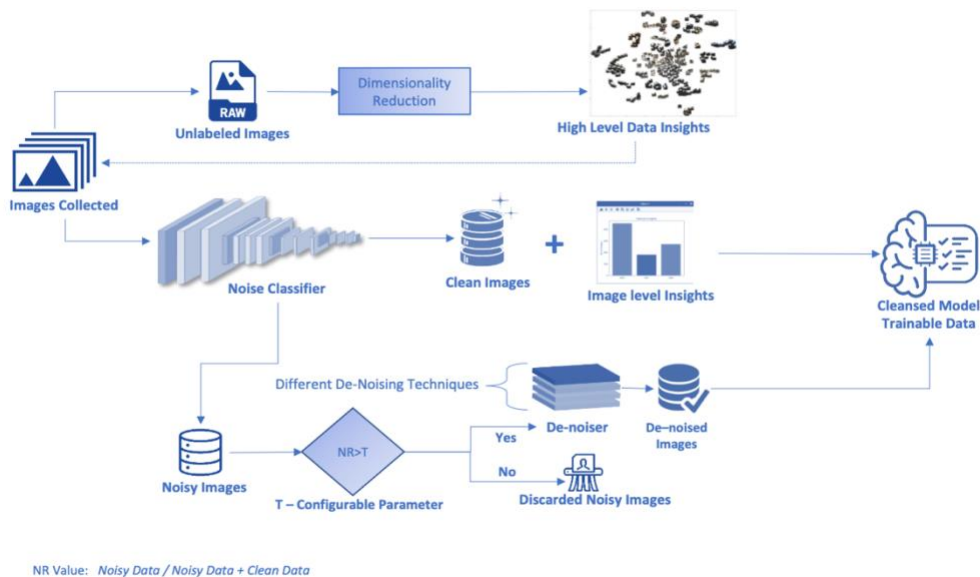 Dimensionality
Reduction
RAW
Unlabeled Images
High Level Data Insights
Images Collected
Noise Classifier
Clean Images
+
Image level Insights
Cleansed Model
Trainable Data
Different De-Noising Techniques
De-noiser
De–noised
Images
Yes
No
NR>T
Noisy Images
T – Configurable Parameter
Discarded Noisy Images
NR Value: Noisy Data / Noisy Data + Clean Data